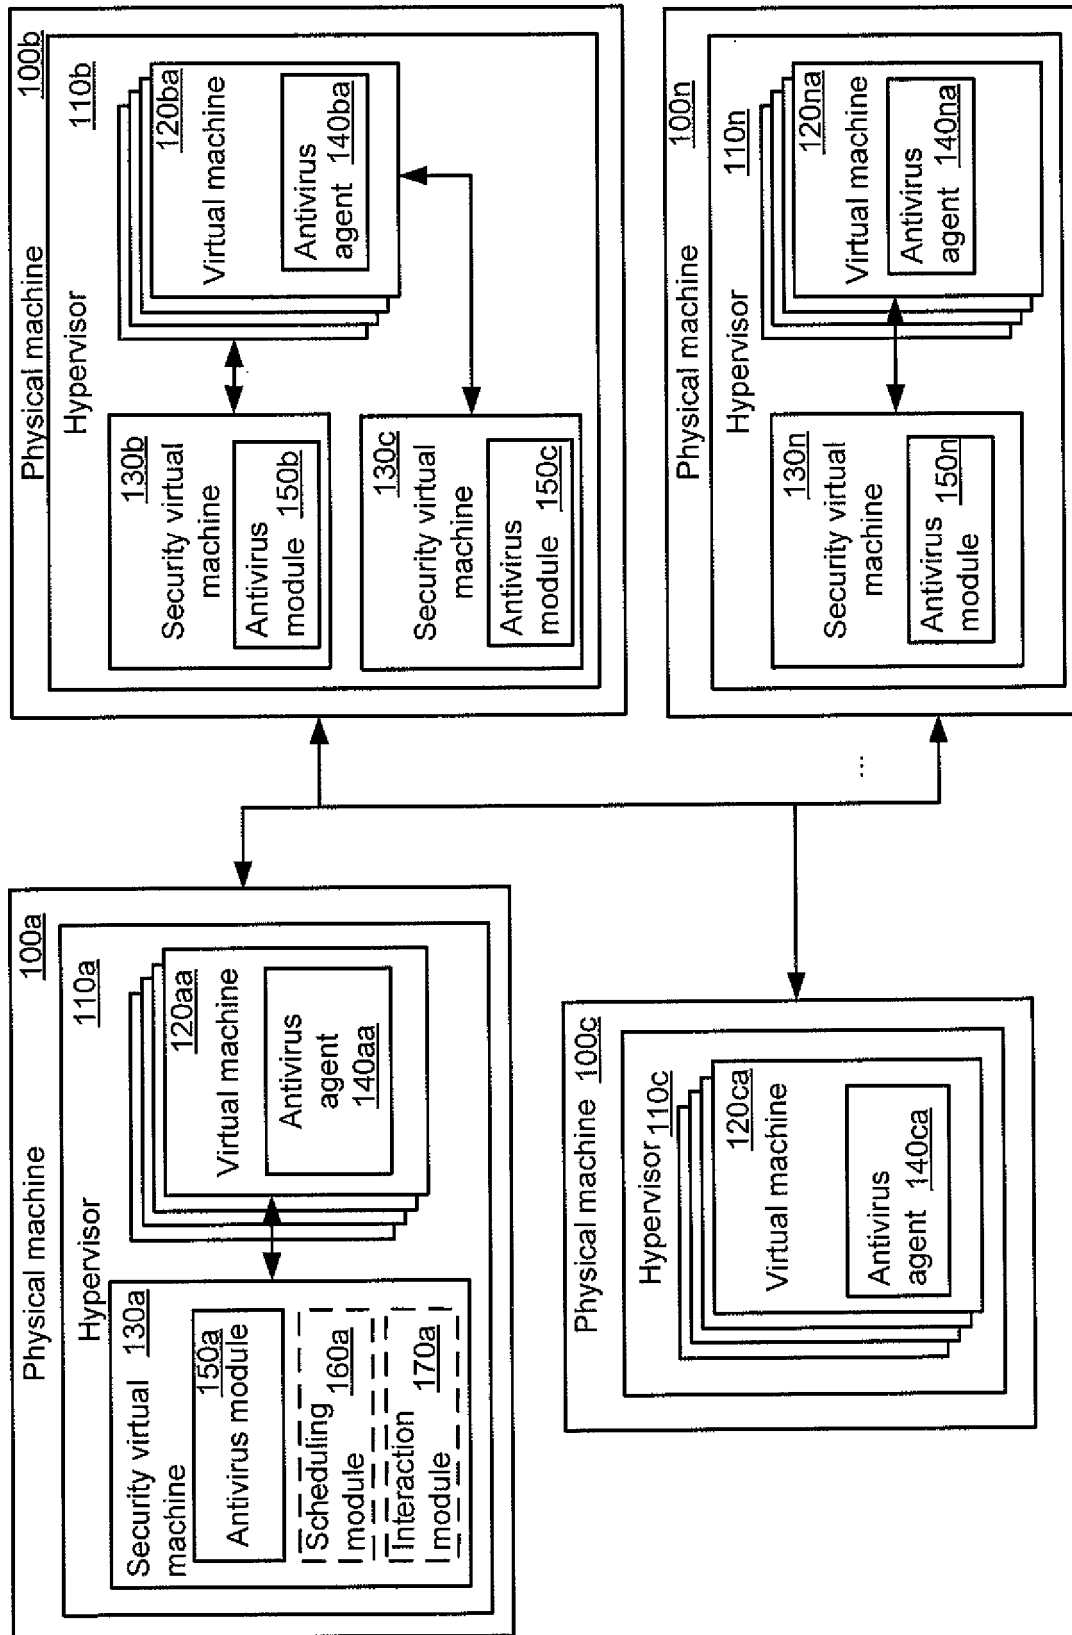 Physical machine 100a
Hypervisor 110a
Security virtual 130a
machine
150a
Antivirus module
Scheduling
module 160a
Interaction
module 170a
120aa
Virtual machine
Antivirus
agent
140aa
Physical machine 100b
Hypervisor 110b
130b
Security virtual
machine
Antivirus
module 150b
130c
Security virtual
machine
Antivirus
module 150c
120ba
Virtual machine
Antivirus
agent 140ba
Physical machine 100c
Hypervisor 110c
120ca
Virtual machine
Antivirus
agent 140ca
...
Physical machine 100n
Hypervisor 110n
130n
Security virtual
machine
Antivirus
module 150n
120na
Virtual machine
Antivirus
agent 140na